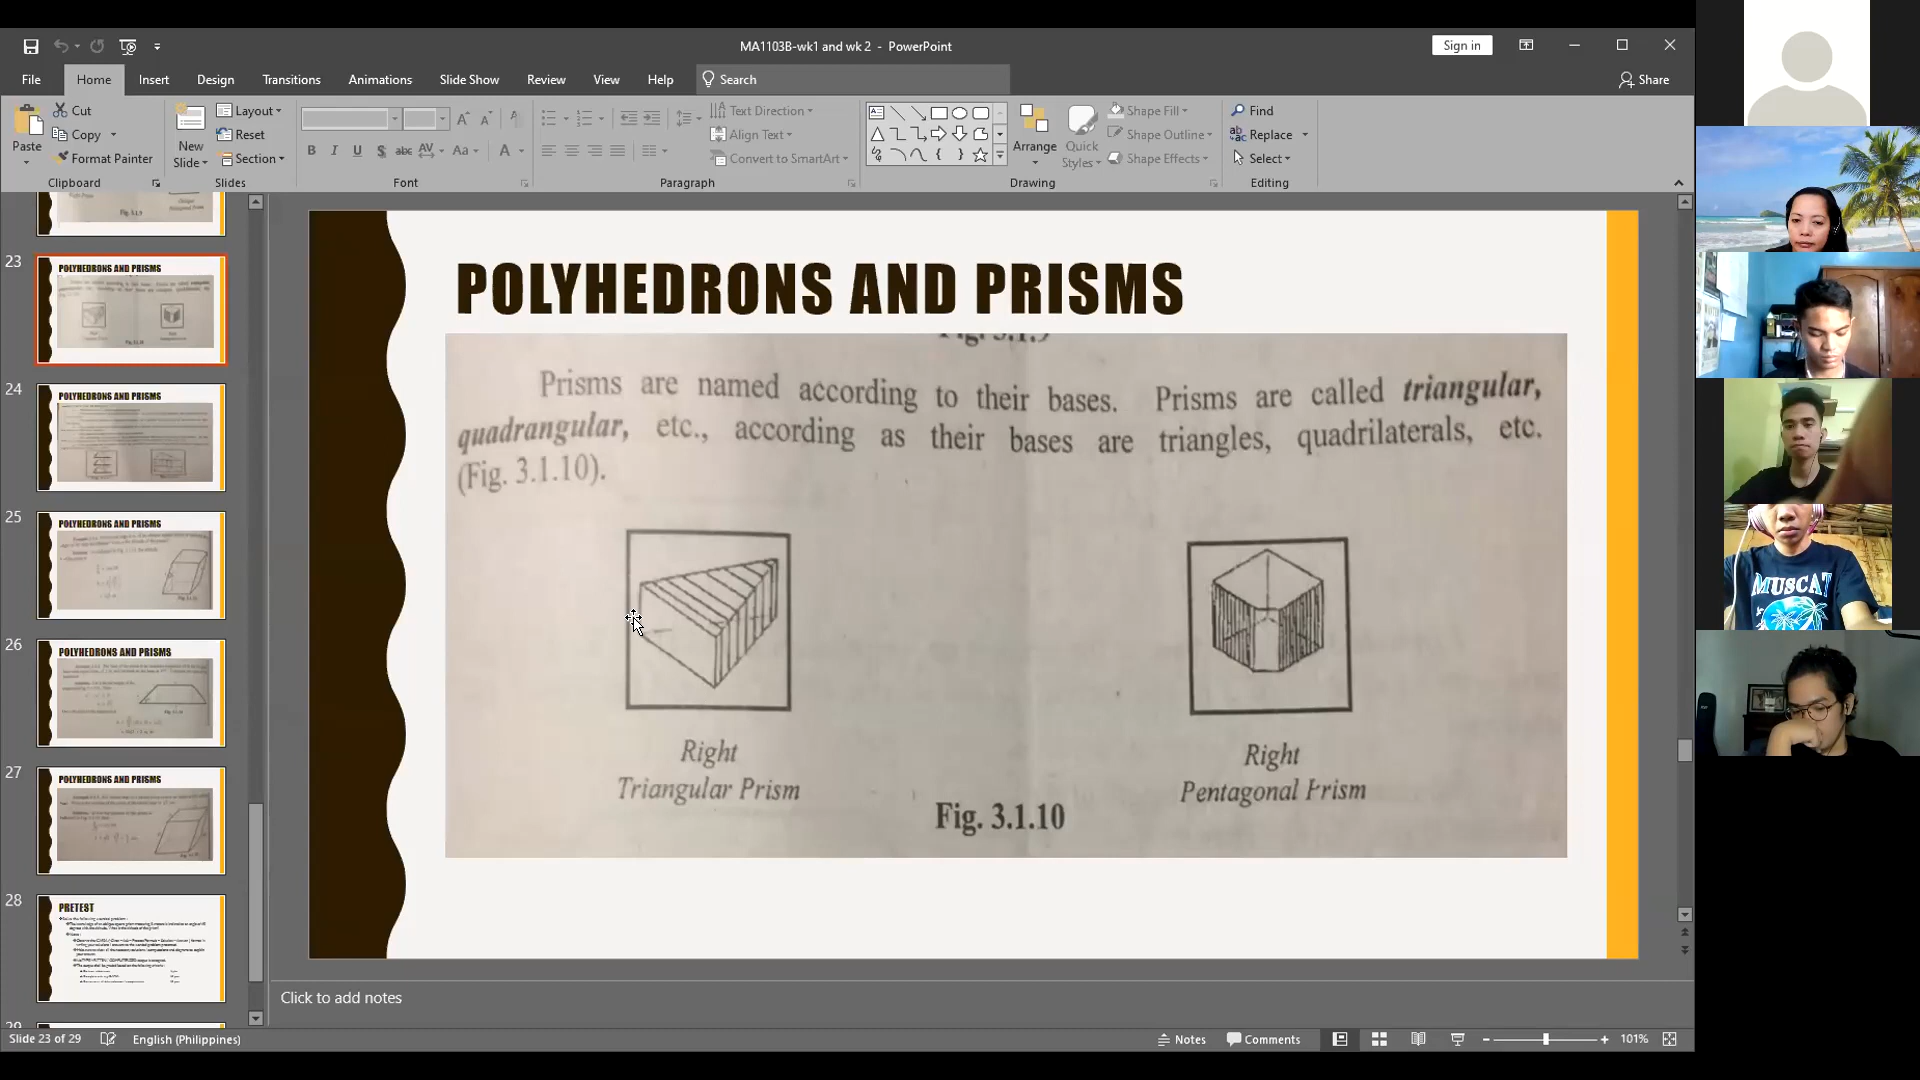 MA1103B-wk1 and wk 2 - PowerPoint
Sign in
File Home Insert Design Transitions Animations Slide Show Review View Help Search Share
Paste
Cut
Copy
Format Painter
Clipboard
New
Slide
Layout
Reset
Section
Slides
Font
Text Direction
Align Text
Convert to SmartArt
Paragraph
Arrange
Quick
Styles
Shape Fill
Shape Outline
Shape Effects
Drawing
Find
Replace
Select
Editing
23
POLYHEDRONS AND PRISMS
24
POLYHEDRONS AND PRISMS
25
POLYHEDRONS AND PRISMS
26
POLYHEDRONS AND PRISMS
27
POLYHEDRONS AND PRISMS
28
PRETEST
29
POLYHEDRONS AND PRISMS
Prisms are named according to their bases. Prisms are called triangular,
quadrangular, etc., according as their bases are triangles, quadrilaterals, etc.
(Fig. 3.1.10).
Right
Triangular Prism
Right
Pentagonal Prism
Fig. 3.1.10
Click to add notes
Slide 23 of 29 English (Philippines) Notes Comments 101%
MUSCAT